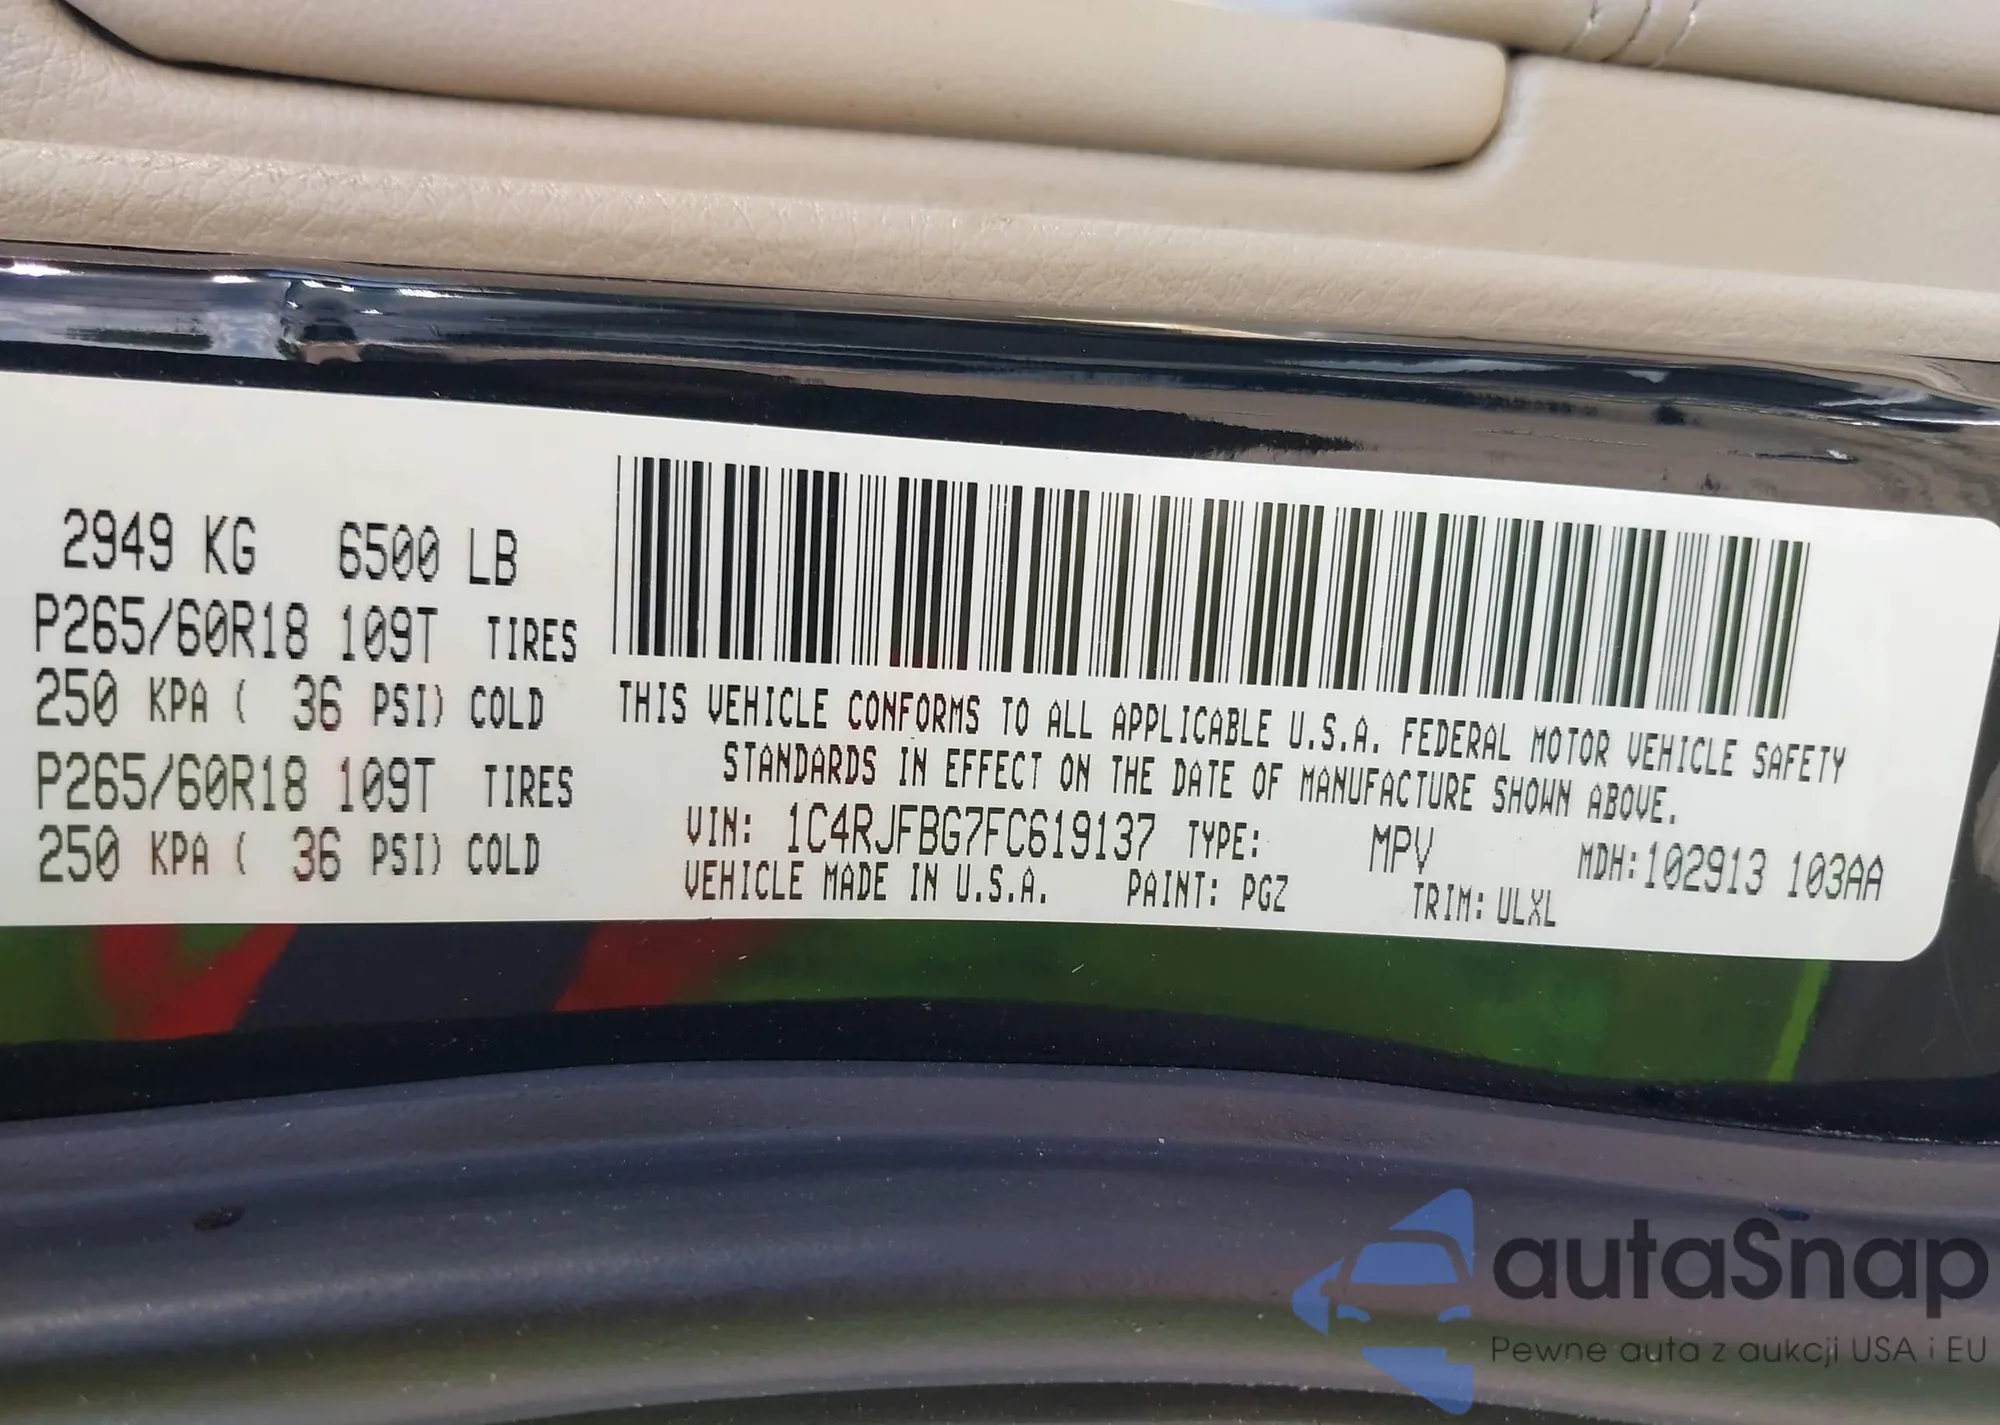 2949 KG 6500 LB
P265/60R18 109T TIRES
250 KPA ( 36 PSI) COLD
P265/60R18 109T TIRES
250 KPA ( 36 PSI) COLD
THIS VEHICLE CONFORMS TO ALL APPLICABLE U.S.A. FEDERAL MOTOR VEHICLE SAFETY
STANDARDS IN EFFECT ON THE DATE OF MANUFACTURE SHOWN ABOVE.
VIN: 1C4RJFBG7FC619137 TYPE: MPV MDH:102913 103AA
VEHICLE MADE IN U.S.A. PAINT: PGZ TRIM: ULXL
autaSnap
Pewne auta z aukcji USA i EU